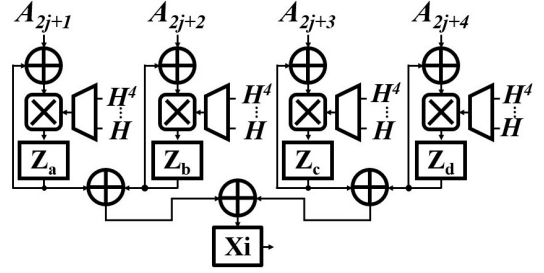 A2j+1 A2j+2 A2j+3 A2j+4
H⁴ H⁴ H⁴ H⁴
H H H H
Za Zb Zc Zd
Xi